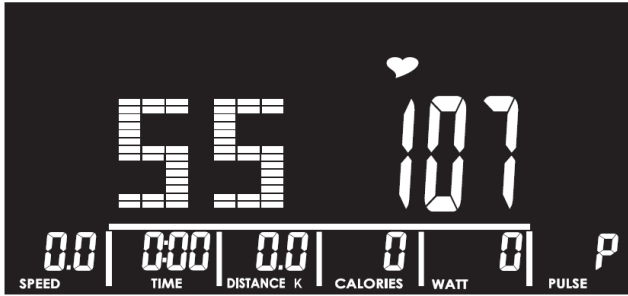 55 107
0.0 0:00 0.0 0 0 P
SPEED TIME DISTANCE K CALORIES WATT PULSE